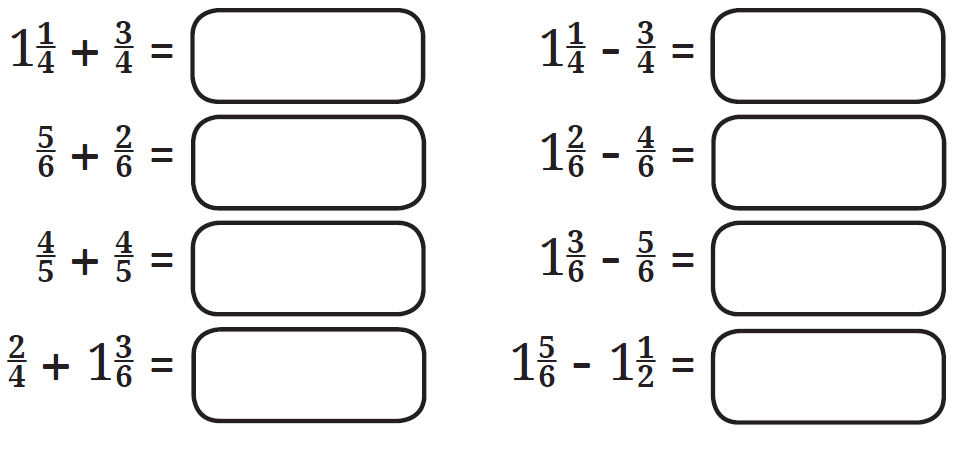 1 1/4 + 3/4 =
1 1/4 - 3/4 =
5/6 + 2/6 =
1 2/6 - 4/6 =
4/5 + 4/5 =
1 3/6 - 5/6 =
2/4 + 1 3/6 =
1 5/6 - 1 1/2 =